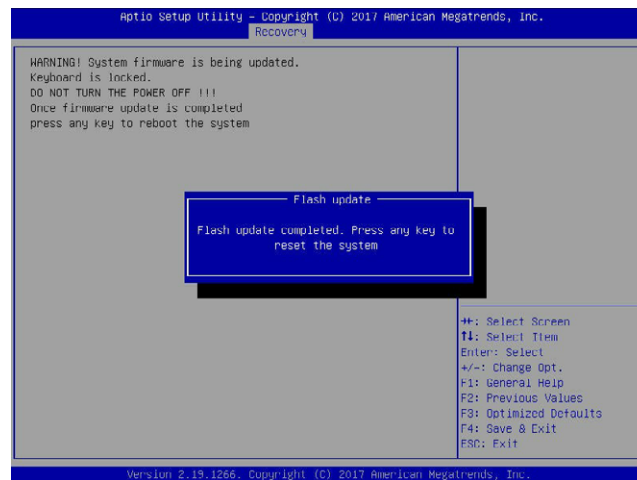 Aptio Setup Utility – Copyright (C) 2017 American Megatrends, Inc.
Recovery
WARNING! System firmware is being updated.
Keyboard is locked.
DO NOT TURN THE POWER OFF !!!
Once firmware update is completed
press any key to reboot the system
Flash update
Flash update completed. Press any key to
reset the system
→←: Select Screen
↑↓: Select Item
Enter: Select
+/-: Change Opt.
F1: General Help
F2: Previous Values
F3: Optimized Defaults
F4: Save & Exit
ESC: Exit
Version 2.19.1266. Copyright (C) 2017 American Megatrends, Inc.